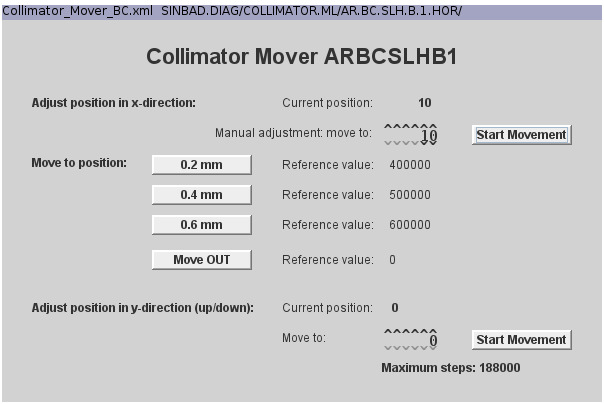 Collimator_Mover_BC.xml SINBAD.DIAG/COLLIMATOR.ML/AR.BC.SLH.B.1.HOR/
Collimator Mover ARBCSLHB1
Adjust position in x-direction: Current position: 10
Manual adjustment: move to: 10 Start Movement
Move to position: 0.2 mm Reference value: 400000
0.4 mm Reference value: 500000
0.6 mm Reference value: 600000
Move OUT Reference value: 0
Adjust position in y-direction (up/down): Current position: 0
Move to: 0 Start Movement
Maximum steps: 188000